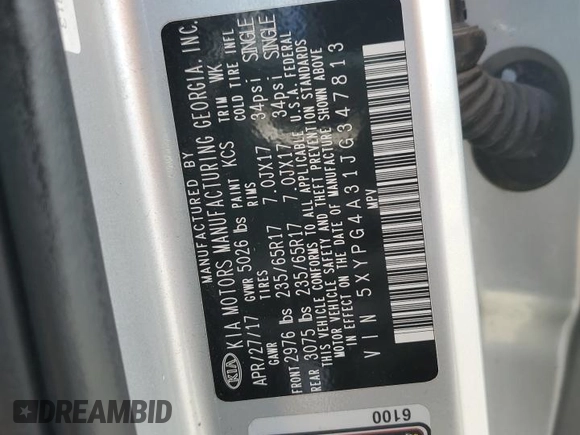 MANUFACTURED BY
KIA KIA MOTORS MANUFACTURING GEORGIA, INC.
APR/27/17 GVWR 5026 lbs PAINT KCS TRIM WK
GAWR TIRES RIMS COLD TIRE INFL
FRONT 2976 lbs 235/65R17 7.0JX17 34psi SINGLE
REAR 3075 lbs 235/65R17 7.0JX17 34psi SINGLE
THIS VEHICLE CONFORMS TO ALL APPLICABLE U.S.A. FEDERAL
MOTOR VEHICLE SAFETY AND THEFT PREVENTION STANDARDS
IN EFFECT ON THE DATE OF MANUFACTURE SHOWN ABOVE
VIN 5XYPG4A31JG347813
MPV
6100
DREAMBID